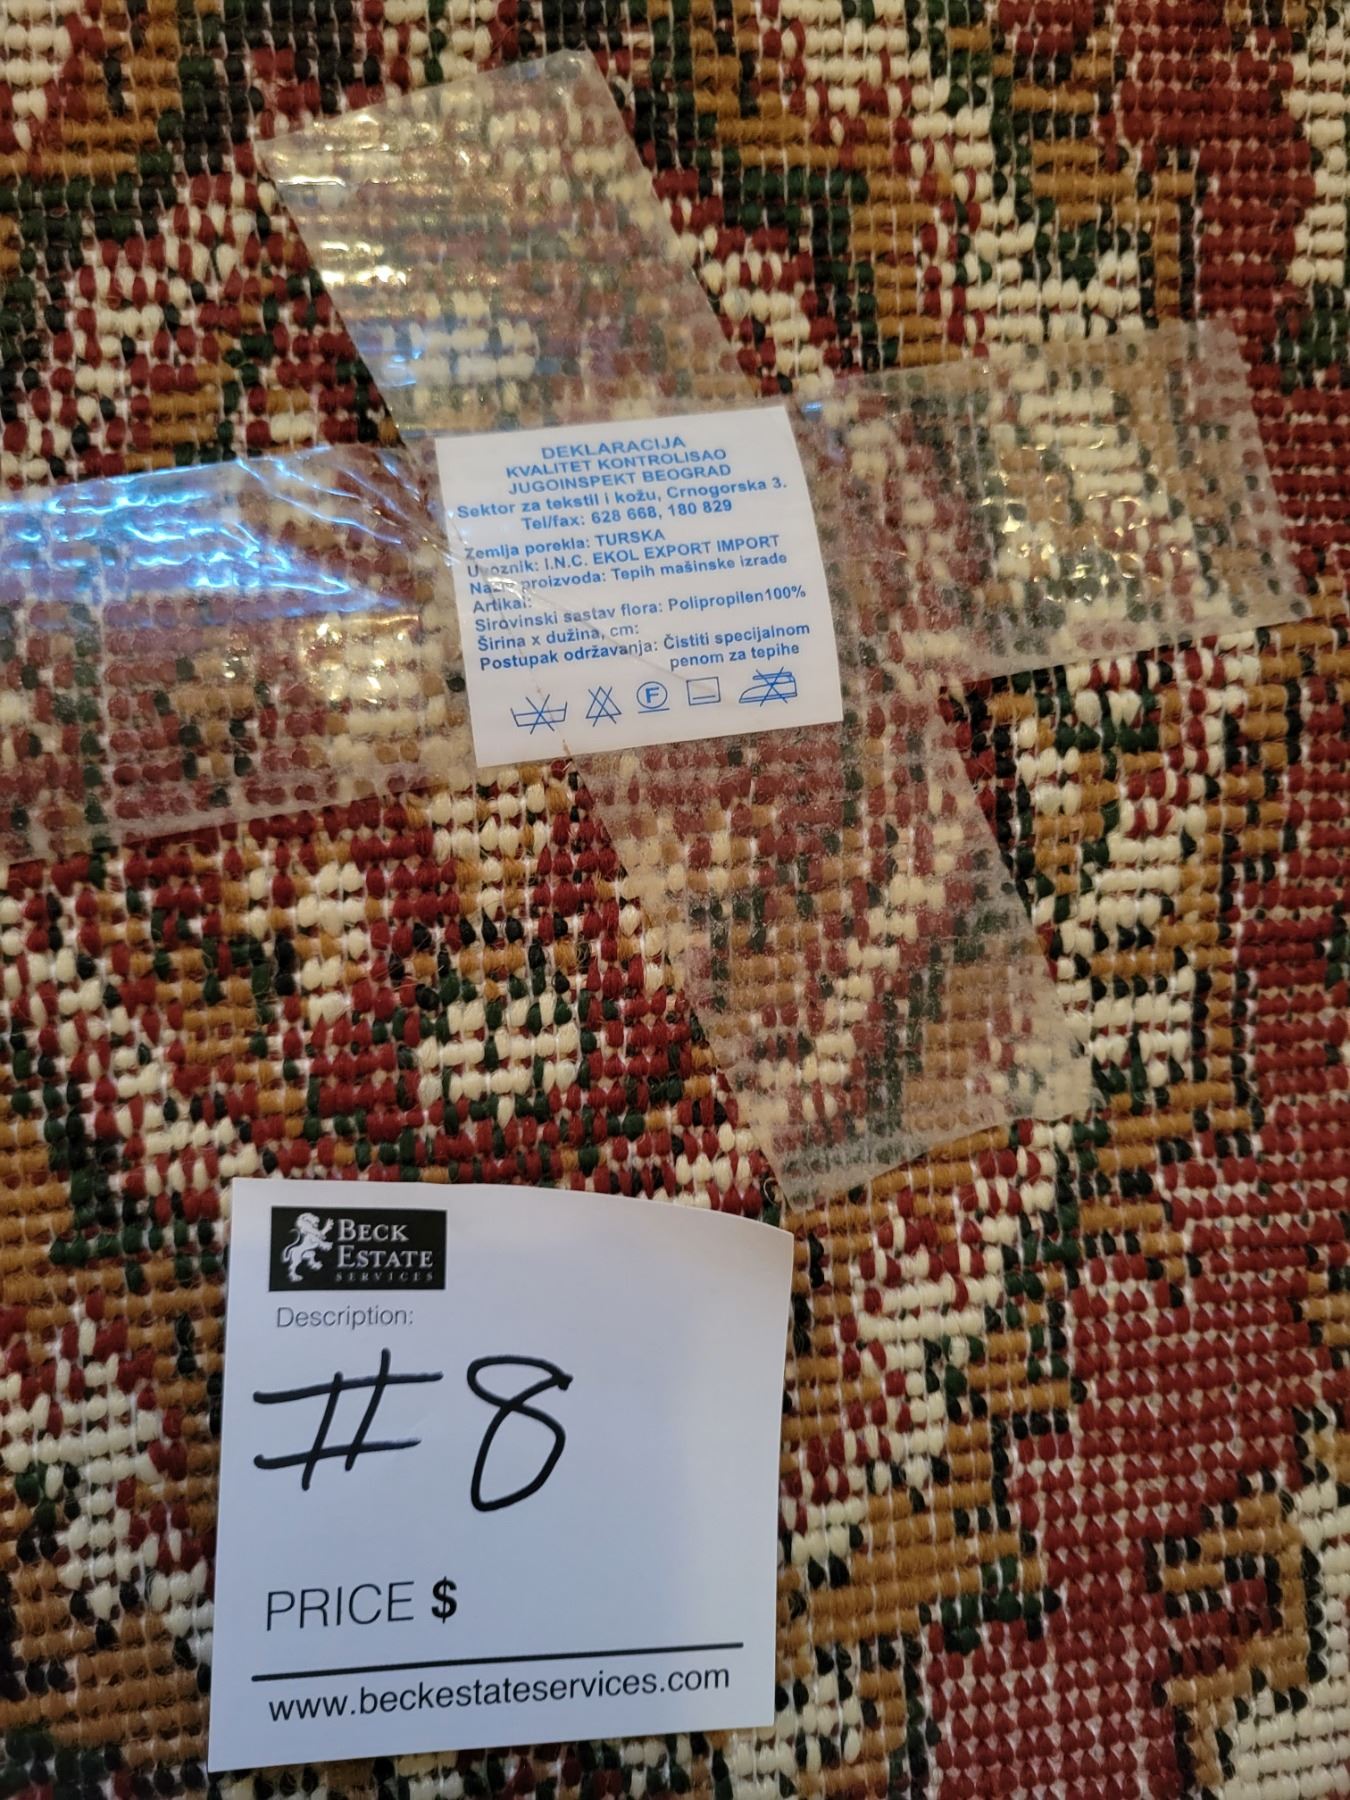 DEKLARACIJA
KVALITET KONTROLISAO
JUGOINSPEKT BEOGRAD
Sektor za tekstil i kožu, Crnogorska 3.
Tel/fax: 628 668, 180 829
Zemlja porekla: TURSKA
Uvoznik: I.N.C. EKOL EXPORT IMPORT
Naziv proizvoda: Tepih mašinske izrade
Artikal:
Sirovinski sastav flora: Polipropilen100%
Širina x dužina, cm:
Postupak održavanja: Čistiti specijalnom
penom za tepihe
F
BECK
ESTATE
SERVICES
Description:
#8
PRICE $
www.beckestateservices.com